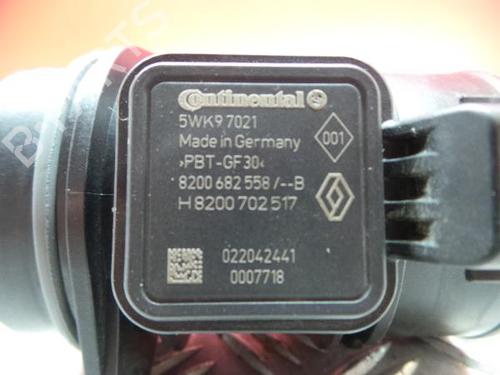 Continental
5WK9 7021
001
Made in Germany
>PBT-GF30<
8200 682 558 /--B
H 8200 702 517
022042441
0007718